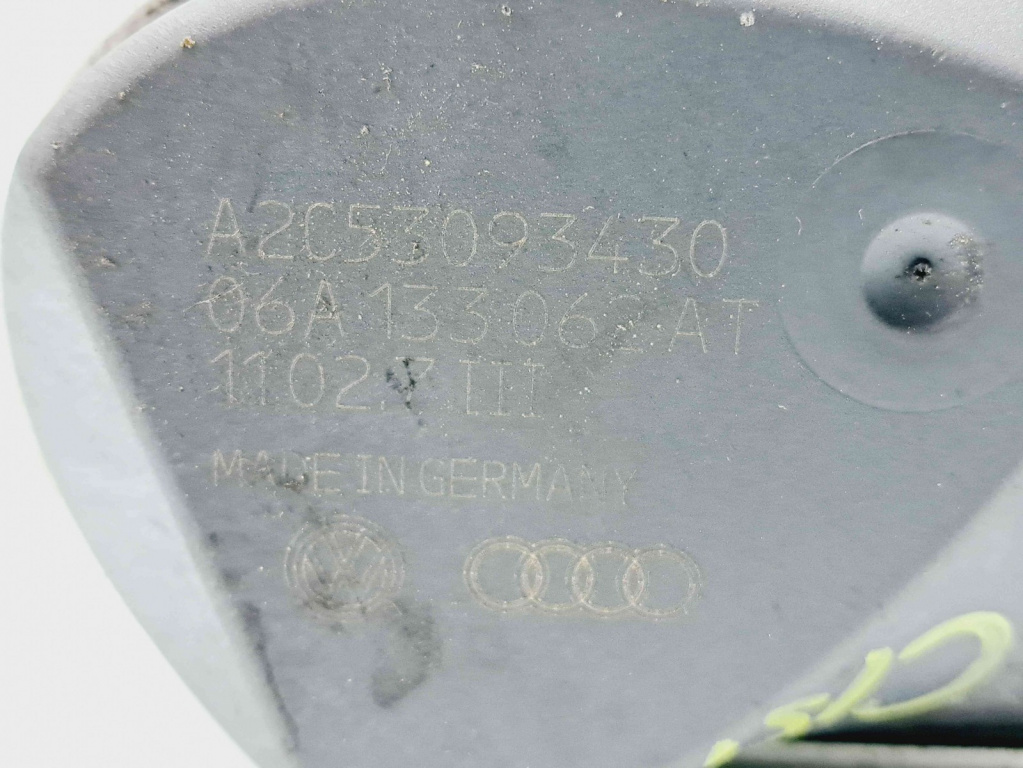 A2C53093430
06A 133 062 AT
MADE IN GERMANY